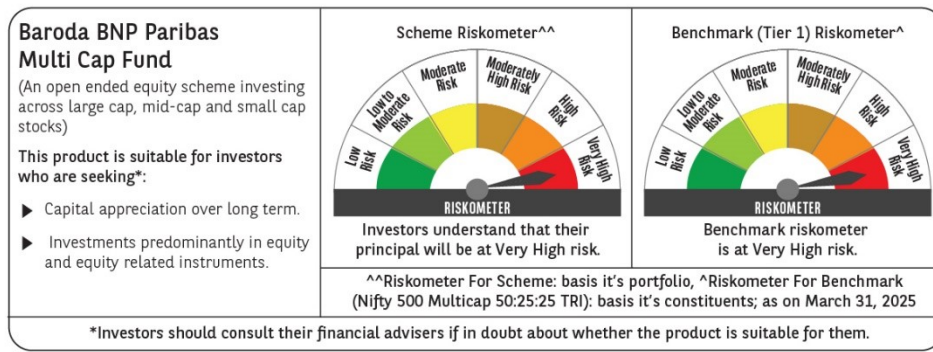 Baroda BNP Paribas
Multi Cap Fund
(An open ended equity scheme investing
across large cap, mid-cap and small cap
stocks)
This product is suitable for investors
who are seeking*:
▶ Capital appreciation over long term.
▶ Investments predominantly in equity
and equity related instruments.
Scheme Riskometer^^
Low
Risk
Low to
Moderate
Risk
Moderate
Risk
Moderately
High Risk
High
Risk
Very High
Risk
RISKOMETER
Investors understand that their
principal will be at Very High risk.
Benchmark (Tier 1) Riskometer^
Low
Risk
Low to
Moderate
Risk
Moderate
Risk
Moderately
High Risk
High
Risk
Very High
Risk
RISKOMETER
Benchmark riskometer
is at Very High risk.
^^Riskometer For Scheme: basis it's portfolio, ^Riskometer For Benchmark
(Nifty 500 Multicap 50:25:25 TRI): basis it's constituents; as on March 31, 2025
*Investors should consult their financial advisers if in doubt about whether the product is suitable for them.